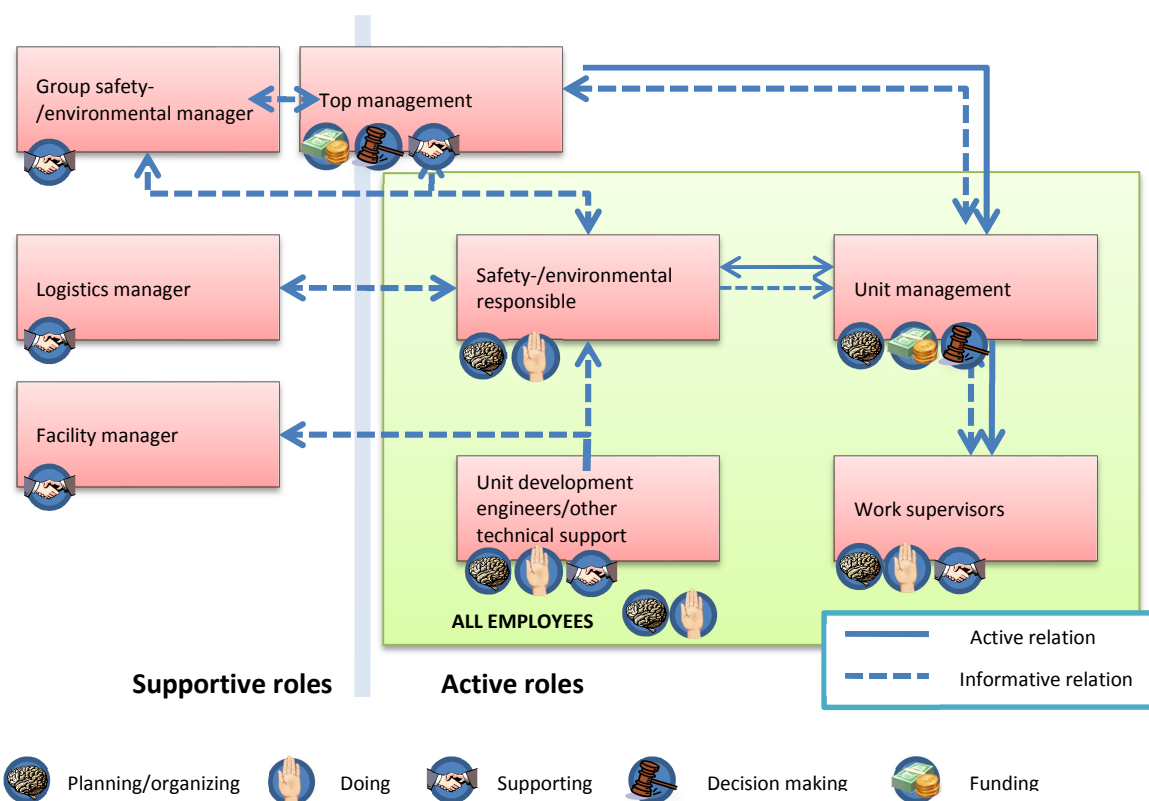 Group safety-
/environmental manager
Top management
Logistics manager
Safety-/environmental
responsible
Unit management
Facility manager
Unit development
engineers/other
technical support
Work supervisors
ALL EMPLOYEES
Active relation
Informative relation
Supportive roles
Active roles
Planning/organizing
Doing
Supporting
Decision making
Funding